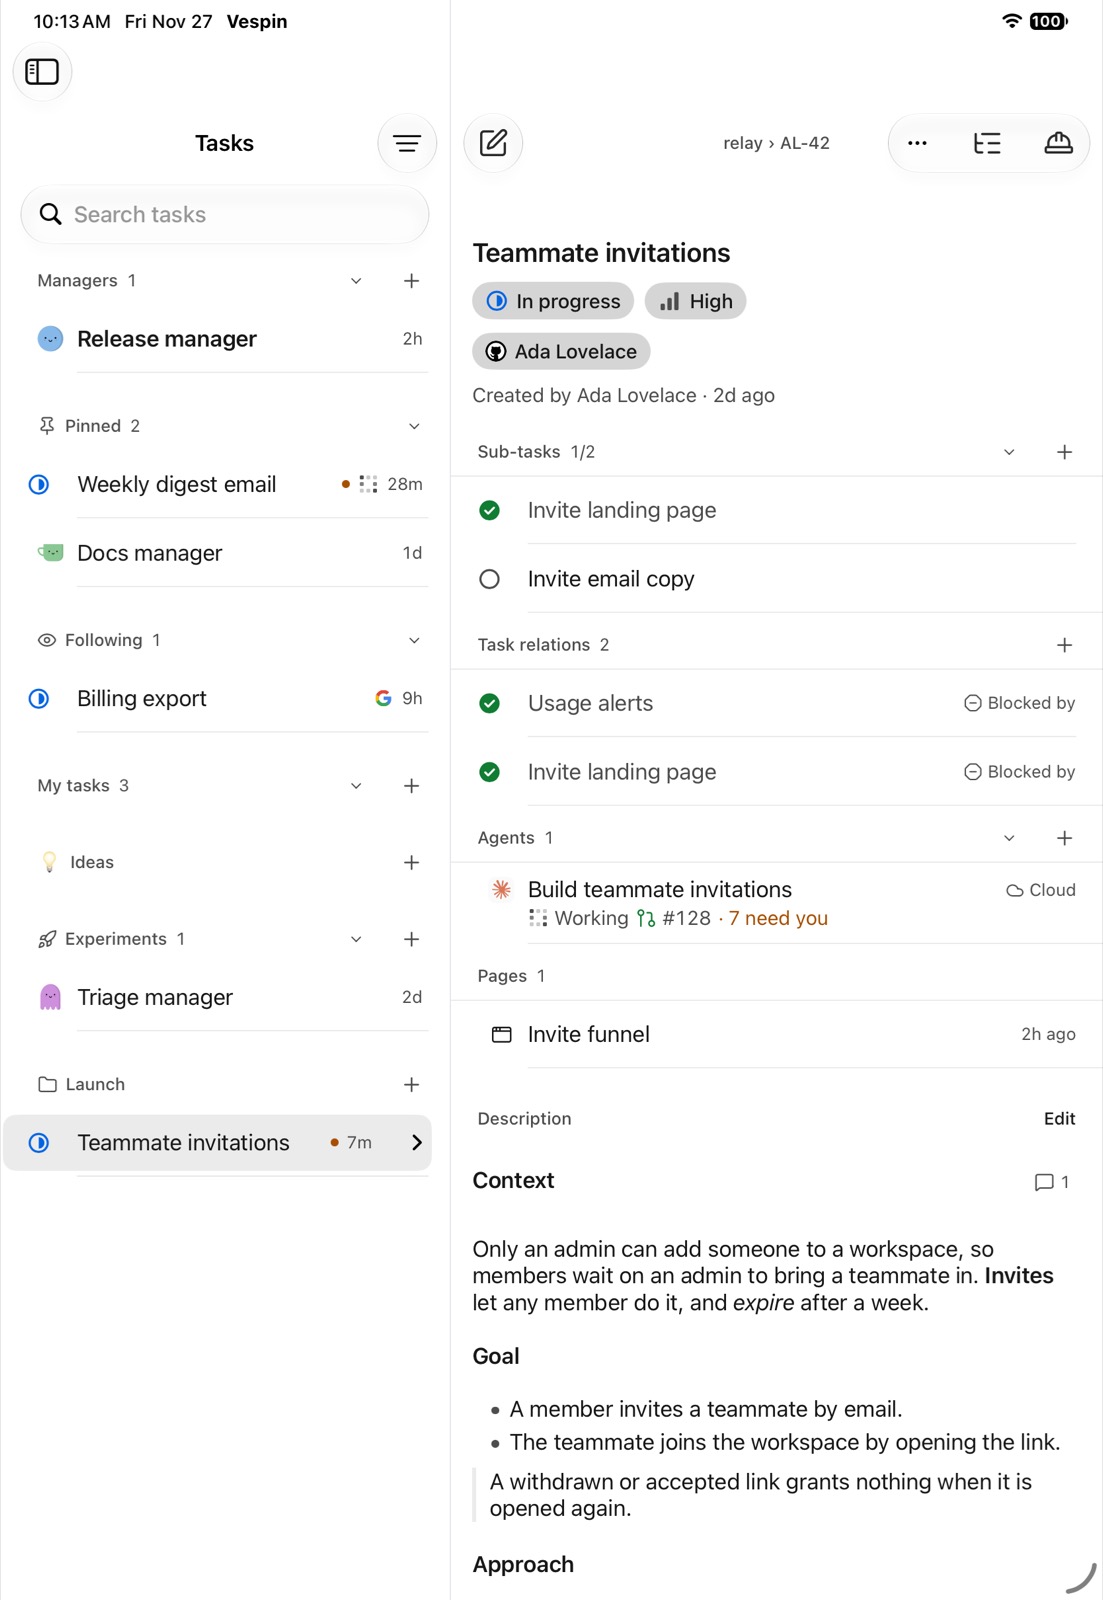 10:13 AM Fri Nov 27 Vespin
100
Tasks
Search tasks
Managers 1
Release manager 2h
Pinned 2
Weekly digest email 28m
Docs manager 1d
Following 1
Billing export 9h
My tasks 3
Ideas
Experiments 1
Triage manager 2d
Launch
Teammate invitations 7m
relay › AL-42
Teammate invitations
In progress High
Ada Lovelace
Created by Ada Lovelace · 2d ago
Sub-tasks 1/2
Invite landing page
Invite email copy
Task relations 2
Usage alerts Blocked by
Invite landing page Blocked by
Agents 1
Build teammate invitations Cloud
Working #128 · 7 need you
Pages 1
Invite funnel 2h ago
Description Edit
Context 1
Only an admin can add someone to a workspace, so
members wait on an admin to bring a teammate in. Invites
let any member do it, and expire after a week.
Goal
• A member invites a teammate by email.
• The teammate joins the workspace by opening the link.
A withdrawn or accepted link grants nothing when it is
opened again.
Approach